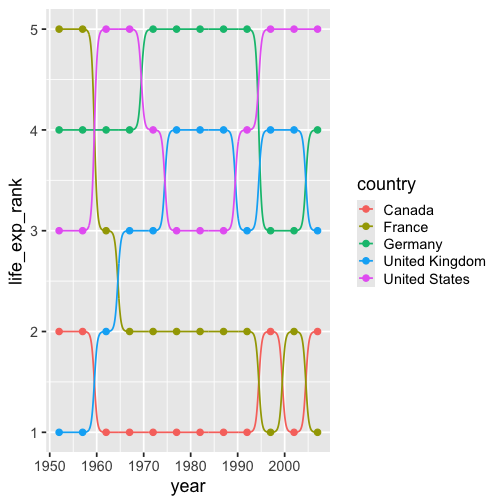 5
4
3
2
1
life_exp_rank
1950
1960
1970
1980
1990
2000
year
country
Canada
France
Germany
United Kingdom
United States